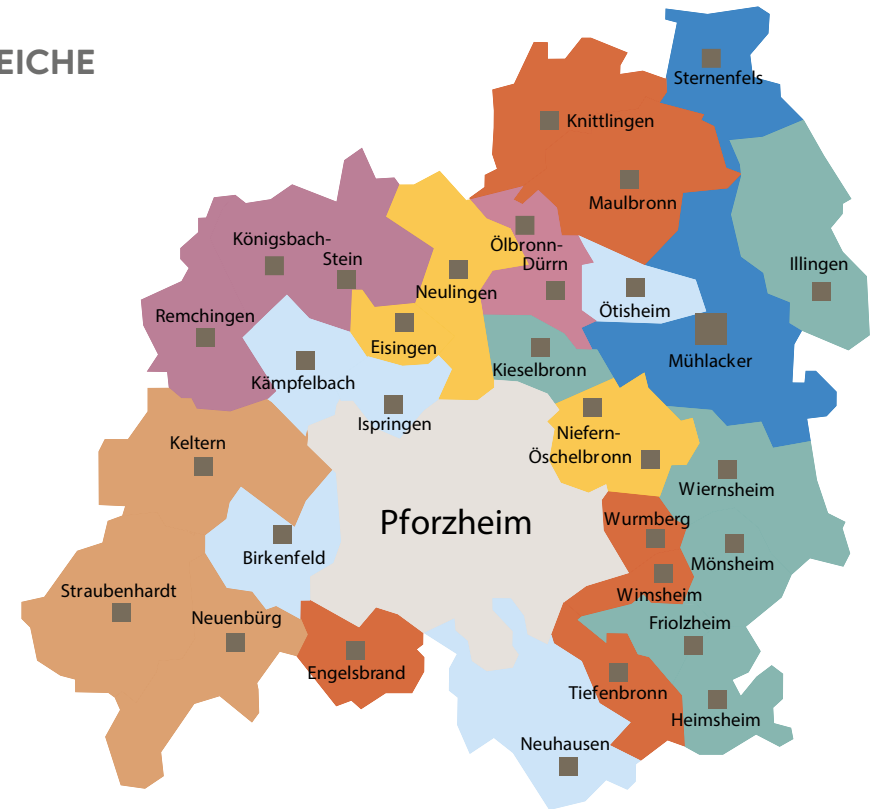 EICHE
Sternenfels
Knittlingen
Maulbronn
Königsbach-
Stein
Ölbronn-
Dürrn
Illingen
Neulingen
Ötisheim
Remchingen
Eisingen
Mühlacker
Kieselbronn
Kämpfelbach
Ispringen
Keltern
Niefern-
Öschelbronn
Wiernsheim
Pforzheim
Wurmberg
Birkenfeld
Mönsheim
Straubenhardt
Wimsheim
Neuenbürg
Friolzheim
Engelsbrand
Tiefenbronn
Heimsheim
Neuhausen